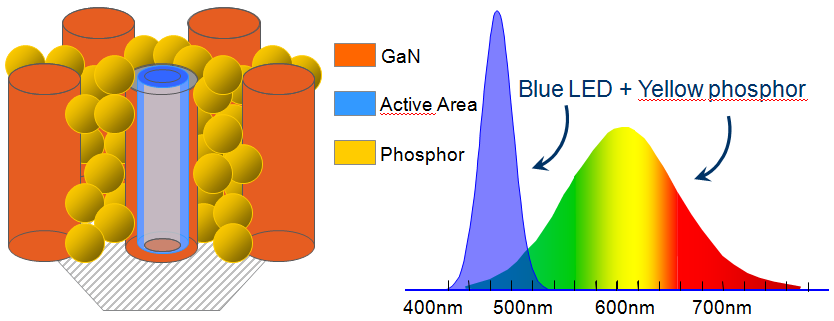 GaN
Active Area
Phosphor
Blue LED + Yellow phosphor
400nm 500nm 600nm 700nm